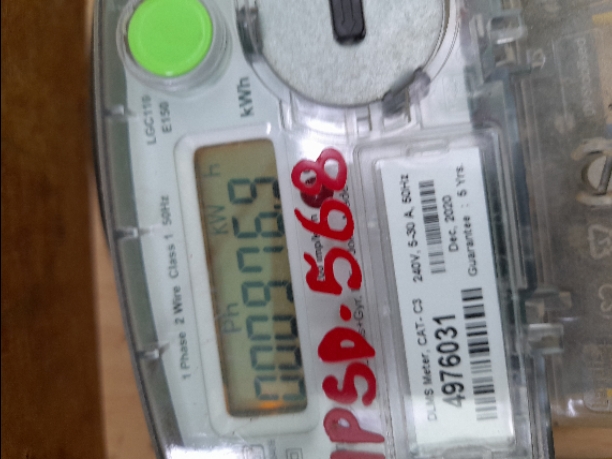 LGC110
E150
kWh
1 Phase 2 Wire Class 1 50Hz
Ph KW h
0009769
PSD-568
DLMS Meter, CAT- C3 240V, 5-30 A, 50Hz
4976031
Dec, 2020
Guarantee : 5 Yrs.